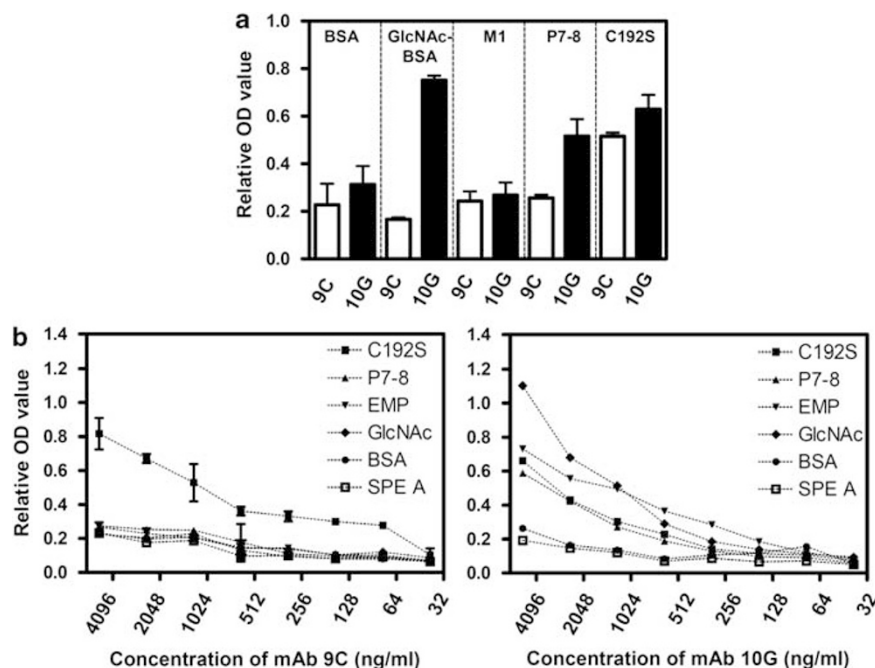 a
Relative OD value
1.0
0.8
0.6
0.4
0.2
0.0
BSA
GlcNAc-
BSA
M1
P7-8
C192S
9C
10G
9C
10G
9C
10G
9C
10G
9C
10G
b
Relative OD value
1.4
1.2
1.0
0.8
0.6
0.4
0.2
0.0
C192S
P7-8
EMP
GlcNAc
BSA
SPE A
4096
2048
1024
512
256
128
64
32
Concentration of mAb 9C (ng/ml)
Relative OD value
1.4
1.2
1.0
0.8
0.6
0.4
0.2
0.0
C192S
P7-8
EMP
GlcNAc
BSA
SPE A
4096
2048
1024
512
256
128
64
32
Concentration of mAb 10G (ng/ml)